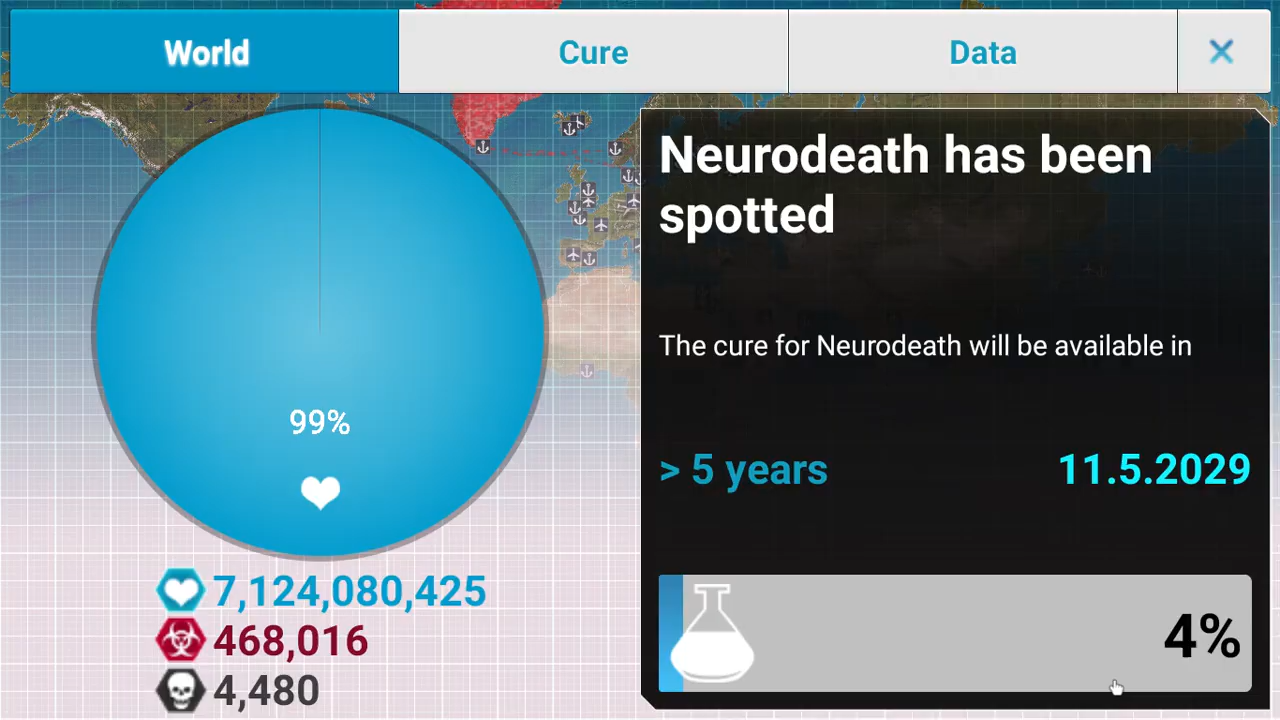 World
Cure
Data
Neurodeath has been
spotted
The cure for Neurodeath will be available in
> 5 years
11.5.2029
4%
99%
7,124,080,425
468,016
4,480